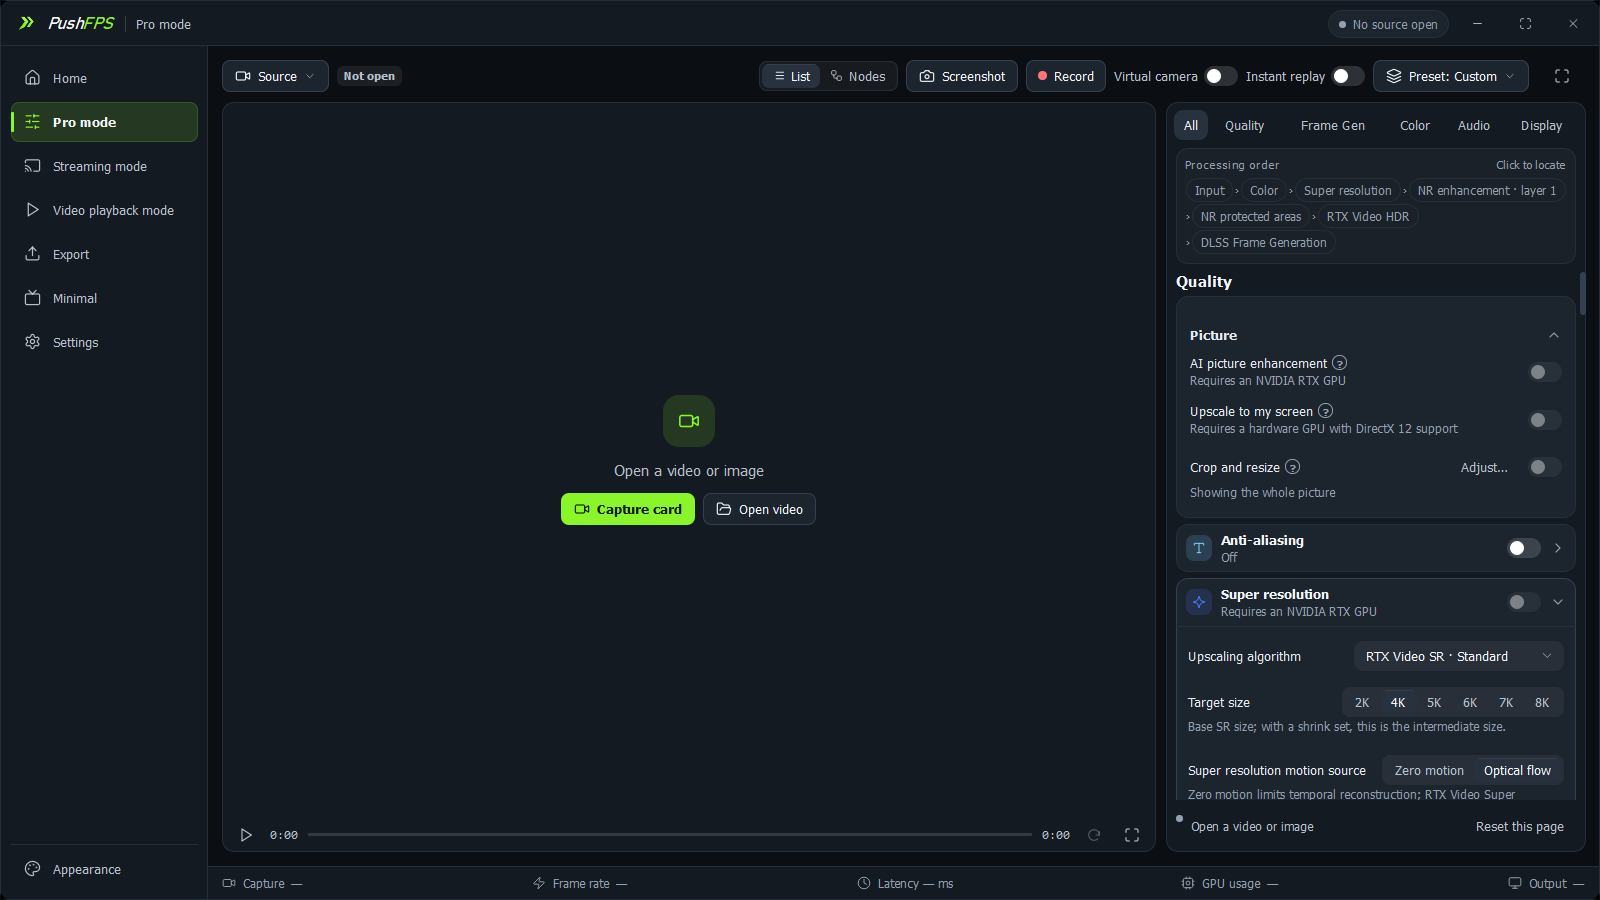 PushFPS
Pro mode
No source open
Home
Pro mode
Streaming mode
Video playback mode
Export
Minimal
Settings
Appearance
Source
Not open
List
Nodes
Screenshot
Record
Virtual camera
Instant replay
Preset: Custom
Open a video or image
Capture card
Open video
0:00
0:00
All
Quality
Frame Gen
Color
Audio
Display
Processing order
Click to locate
Input › Color › Super resolution › NR enhancement · layer 1
› NR protected areas › RTX Video HDR
› DLSS Frame Generation
Quality
Picture
AI picture enhancement ?
Requires an NVIDIA RTX GPU
Upscale to my screen ?
Requires a hardware GPU with DirectX 12 support
Crop and resize ?
Adjust...
Showing the whole picture
T
Anti-aliasing
Off
Super resolution
Requires an NVIDIA RTX GPU
Upscaling algorithm
RTX Video SR · Standard
Target size
2K 4K 5K 6K 7K 8K
Base SR size; with a shrink set, this is the intermediate size.
Super resolution motion source
Zero motion
Optical flow
Zero motion limits temporal reconstruction; RTX Video Super
Open a video or image
Reset this page
Capture —
Frame rate —
Latency — ms
GPU usage —
Output —